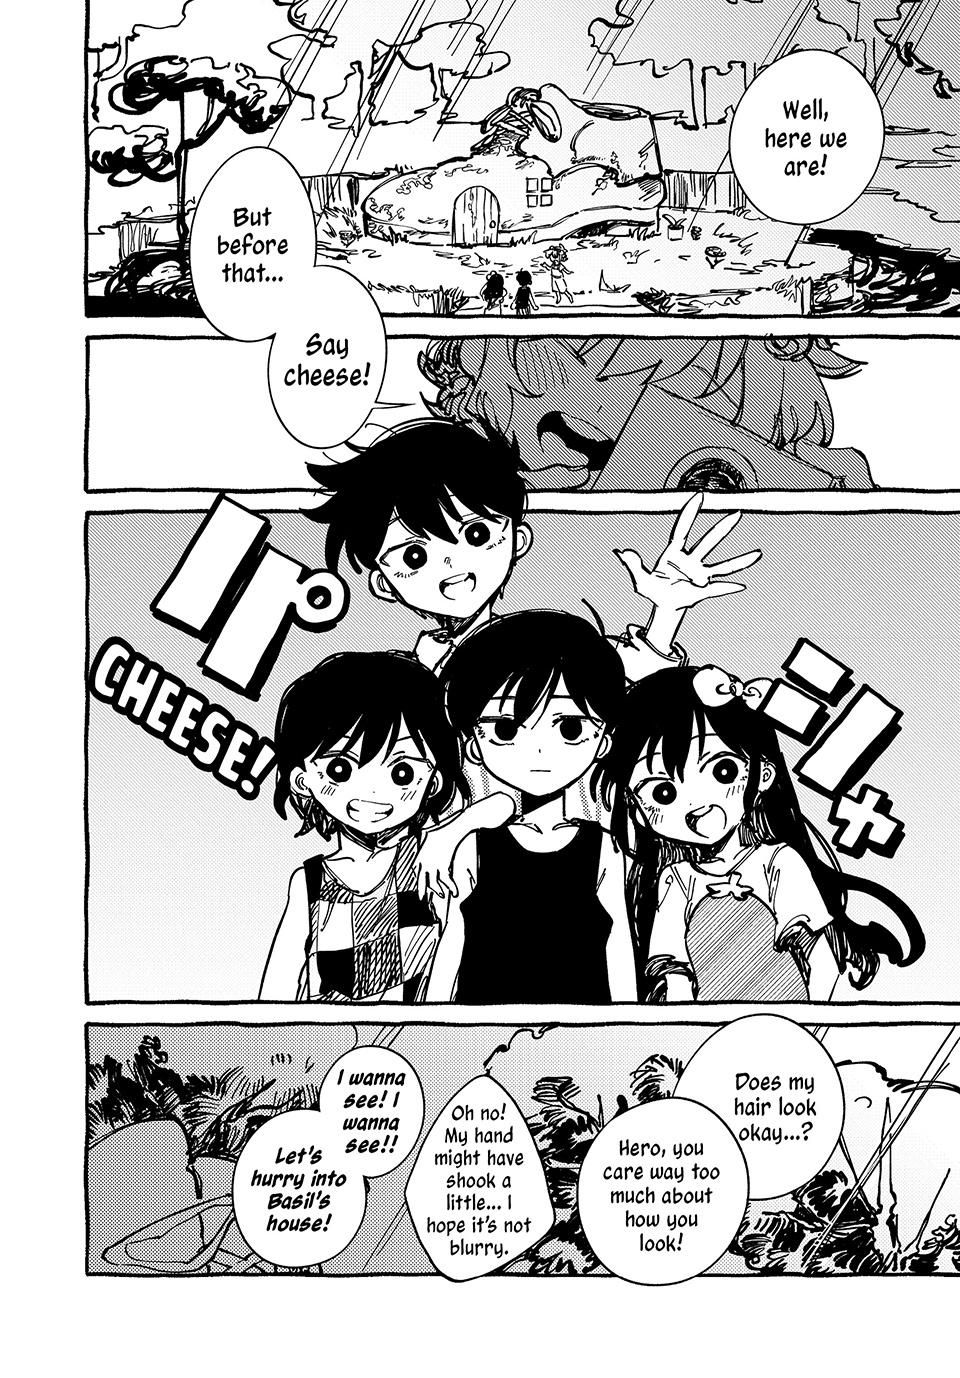 Well,
here we
are!
But
before
that...
Say
cheese!
パシャ
CHEESE!
Does my
hair look
okay...?
Hero, you
care way too
much about
how you
look!
Oh no!
My hand
might have
shook a
little... I
hope it's not
blurry.
I wanna
see! I
wanna
see!!
Let's
hurry into
Basil's
house!